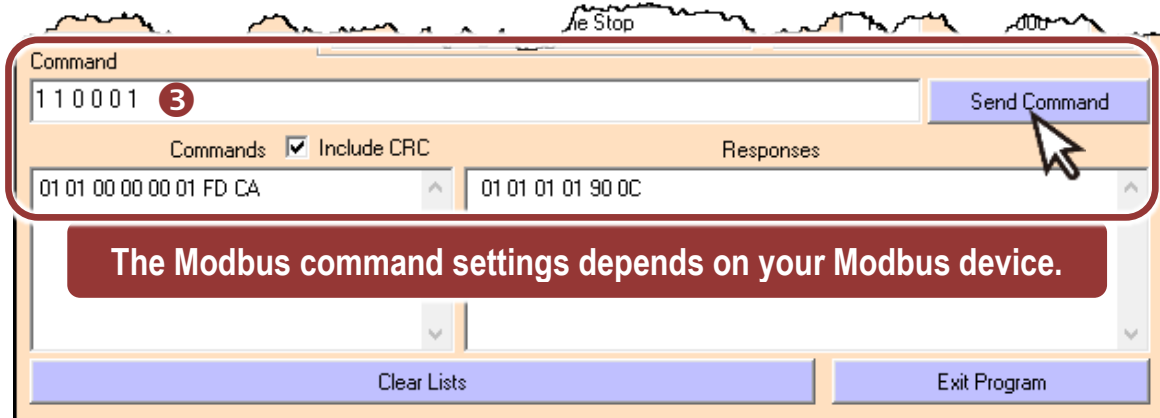 ne Stop
Command
1 1 0 0 0 1 ❸
Send Command
Commands Include CRC
Responses
01 01 00 00 00 01 FD CA
01 01 01 01 90 0C
The Modbus command settings depends on your Modbus device.
Clear Lists
Exit Program